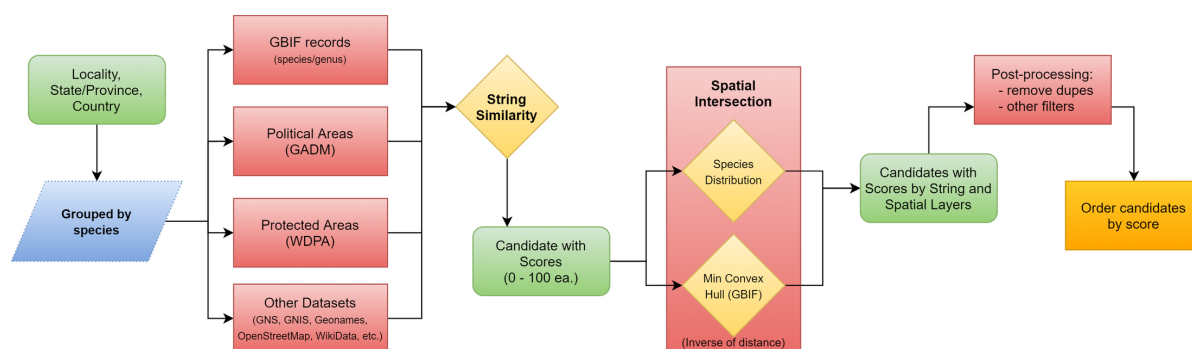 Locality,
State/Province,
Country
Grouped by
species
GBIF records
(species/genus)
Political Areas
(GADM)
Protected Areas
(WDPA)
Other Datasets
(GNS, GNIS, Geonames,
OpenStreetMap, WikiData, etc.)
String
Similarity
Candidate with
Scores
(0 - 100 ea.)
Spatial
Intersection
Species
Distribution
Min Convex
Hull (GBIF)
(Inverse of distance)
Candidates with
Scores by String and
Spatial Layers
Post-processing:
- remove dupes
- other filters
Order candidates
by score